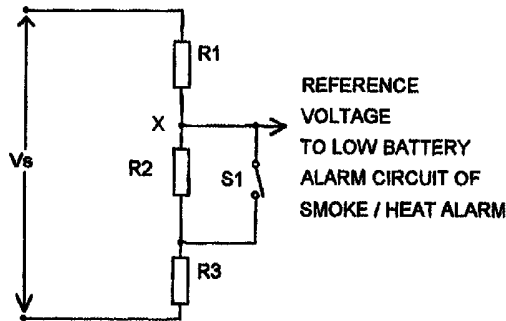 R1
REFERENCE
VOLTAGE
X
TO LOW BATTERY
Vs
R2
S1
ALARM CIRCUIT OF
SMOKE / HEAT ALARM
R3